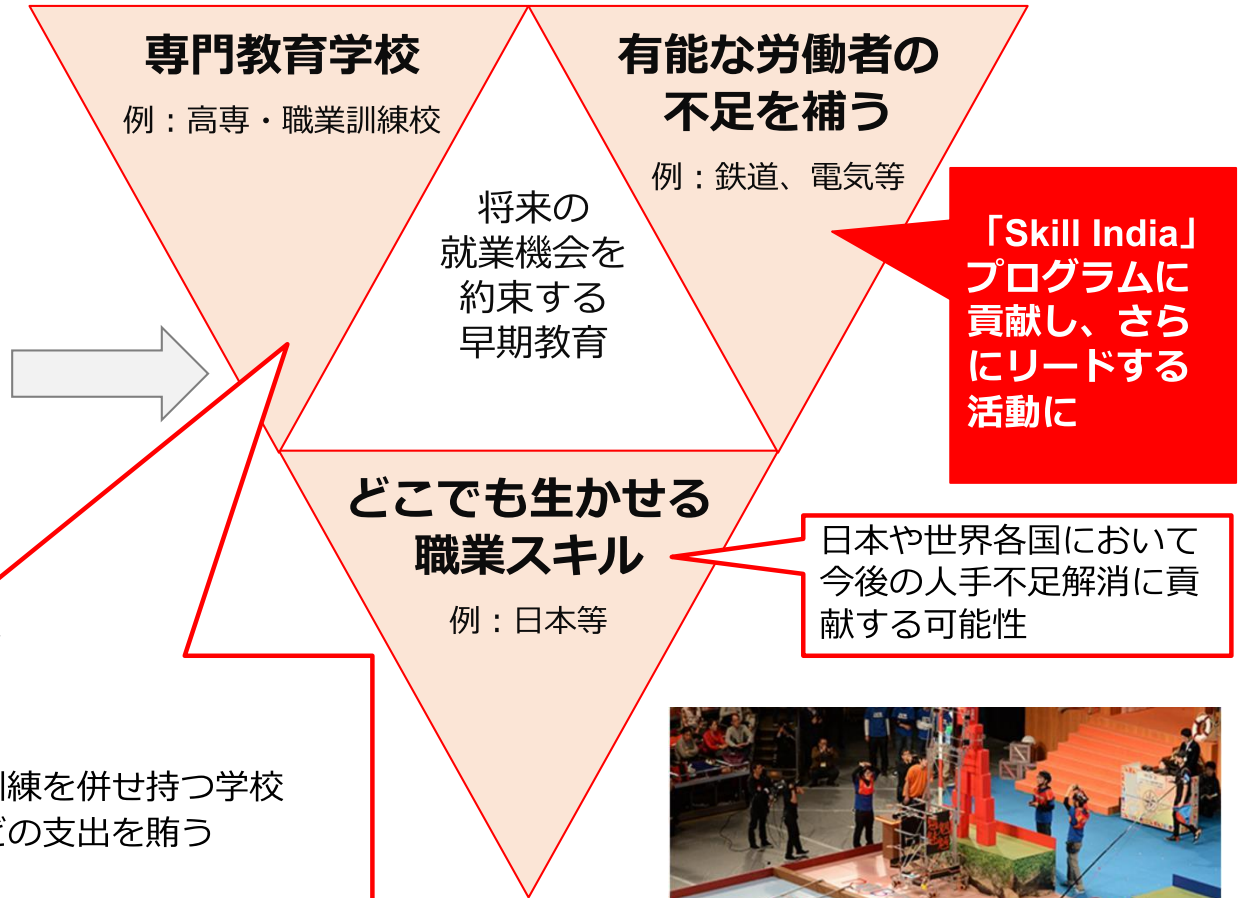 専門教育学校
例：高専・職業訓練校
有能な労働者の
不足を補う
例：鉄道、電気等
将来の
就業機会を
約束する
早期教育
「Skill India」
プログラムに
貢献し、さら
にリードする
活動に
どこでも生かせる
職業スキル
例：日本等
日本や世界各国において
今後の人手不足解消に貢
献する可能性
練を併せ持つ学校
の支出を賄う